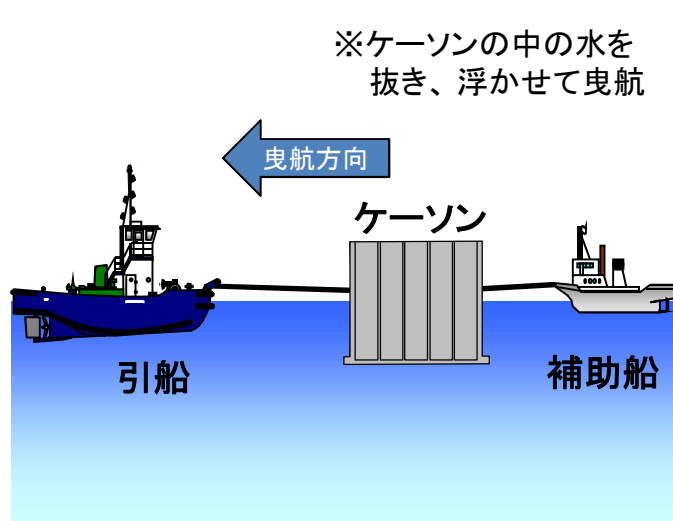 ※ケーソンの中の水を
抜き、浮かせて曳航
曳航方向
ケーソン
引船
補助船